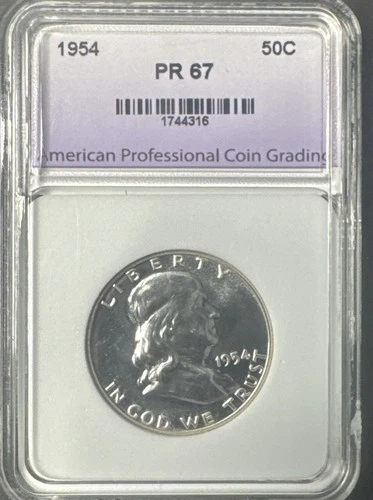 1954 50C
PR 67
1744316
American Professional Coin Grading
LIBERTY
1954
IN GOD WE TRUST